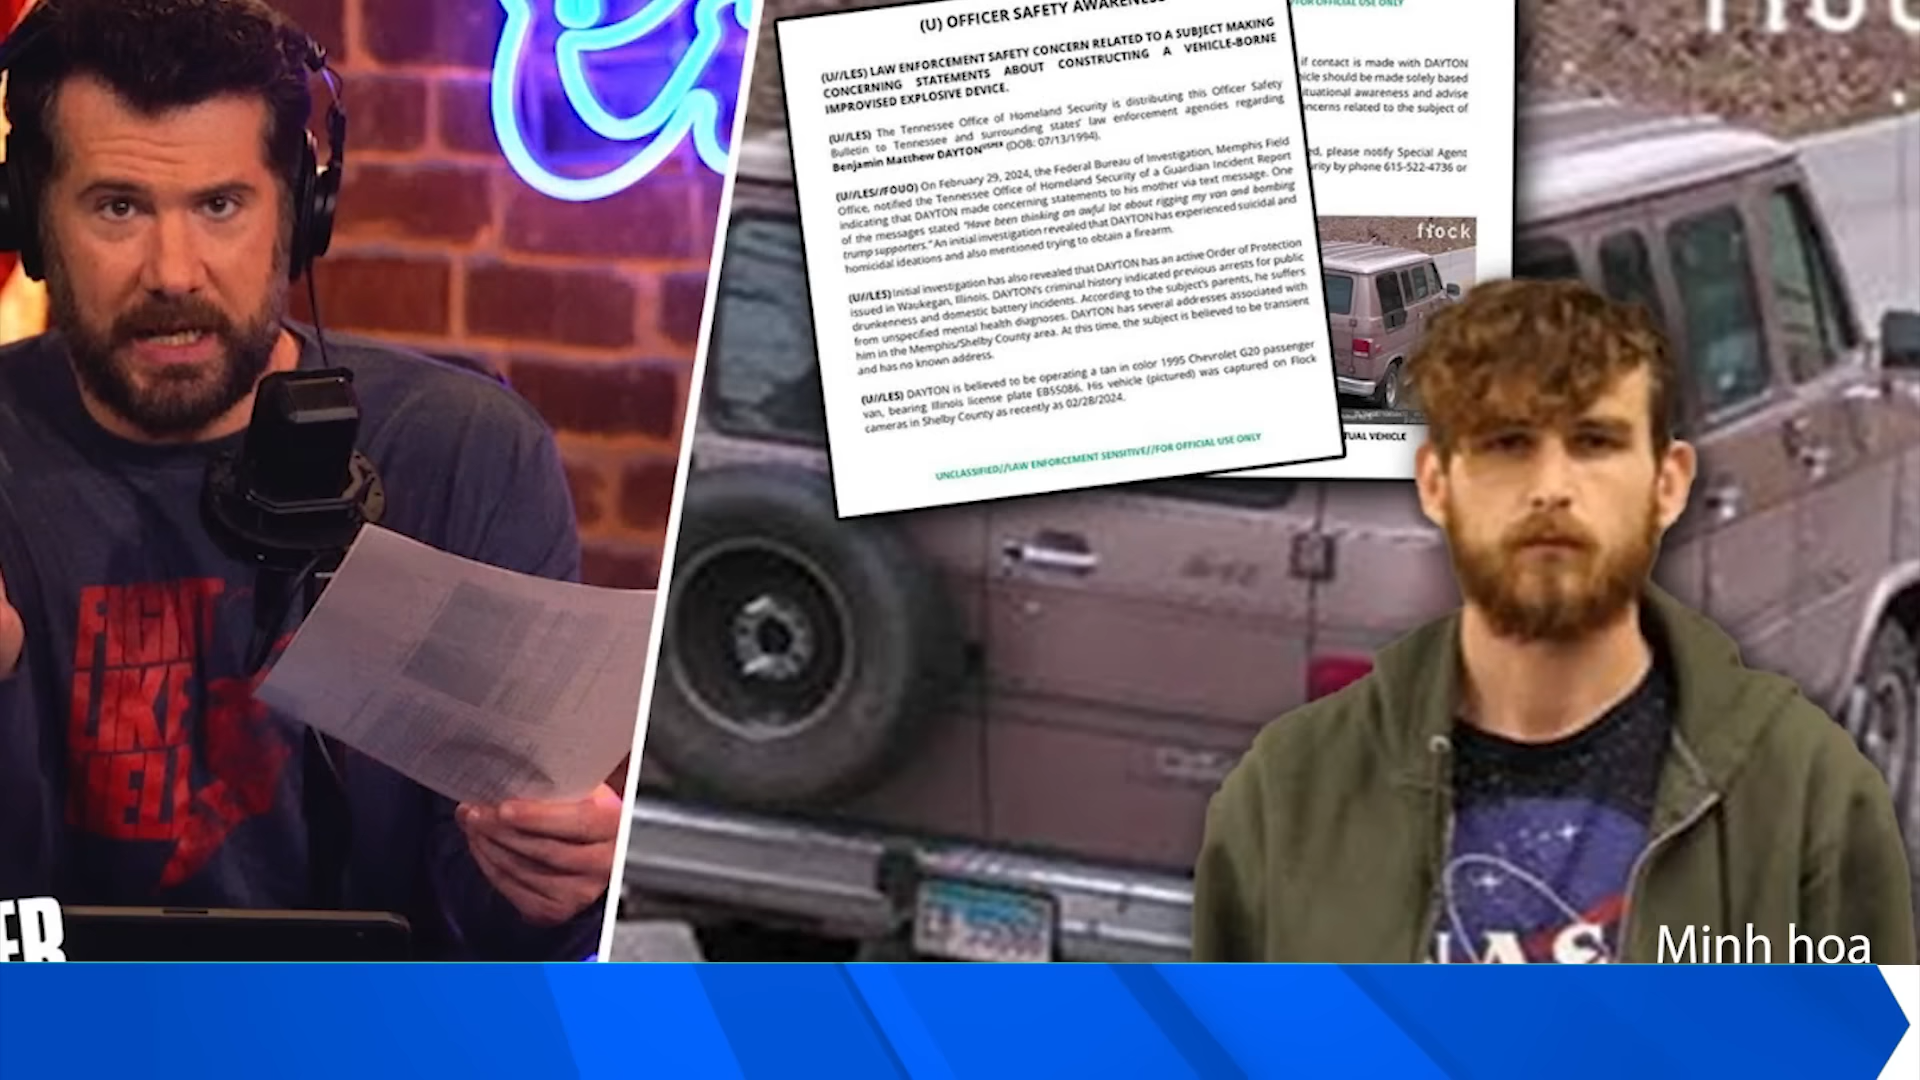 FIGHT
LIKE
HELL
ER
(U) OFFICER SAFETY AWARENESS
(U//LES) LAW ENFORCEMENT SAFETY CONCERN RELATED TO A SUBJECT MAKING
CONCERNING STATEMENTS ABOUT CONSTRUCTING A VEHICLE-BORNE
IMPROVISED EXPLOSIVE DEVICE.
(U//LES) The Tennessee Office of Homeland Security is distributing this Officer Safety
Bulletin to Tennessee and surrounding states' law enforcement agencies regarding
Benjamin Matthew DAYTON (DOB: 07/13/1994).
(U//LES//FOUO) On February 29, 2024, the Federal Bureau of Investigation, Memphis Field
Office, notified the Tennessee Office of Homeland Security of a Guardian Incident Report
indicating that DAYTON made concerning statements to his mother via text message. One
of the messages stated "Have been thinking an awful lot about rigging my van and bombing
trump supporters." An initial investigation revealed that DAYTON has experienced suicidal and
homicidal ideations and also mentioned trying to obtain a firearm.
(U//LES) Initial investigation has also revealed that DAYTON has an active Order of Protection
issued in Waukegan, Illinois. DAYTON's criminal history indicated previous arrests for public
drunkenness and domestic battery incidents. According to the subject's parents, he suffers
from unspecified mental health diagnoses. DAYTON has several addresses associated with
him in the Memphis/Shelby County area. At this time, the subject is believed to be transient
and has no known address.
(U//LES) DAYTON is believed to be operating a tan in color 1995 Chevrolet G20 passenger
van, bearing Illinois license plate EB55086. His vehicle (pictured) was captured on Flock
cameras in Shelby County as recently as 02/28/2024.
UNCLASSIFIED//LAW ENFORCEMENT SENSITIVE//FOR OFFICIAL USE ONLY
FOR OFFICIAL USE ONLY
if contact is made with DAYTON
icle should be made solely based
tuational awareness and advise
ncerns related to the subject of
ed, please notify Special Agent
rity by phone 615-522-4736 or
flock
TUAL VEHICLE
flock
NASA
Minh hoa